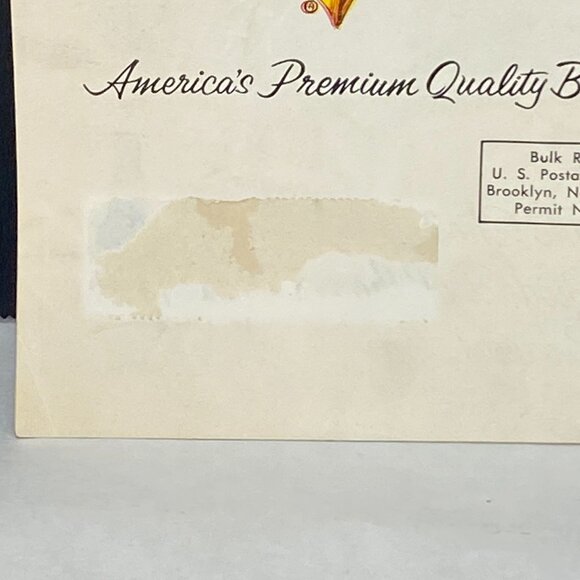 America's Premium Quality B
Bulk R
U. S. Posta
Brooklyn, N
Permit N